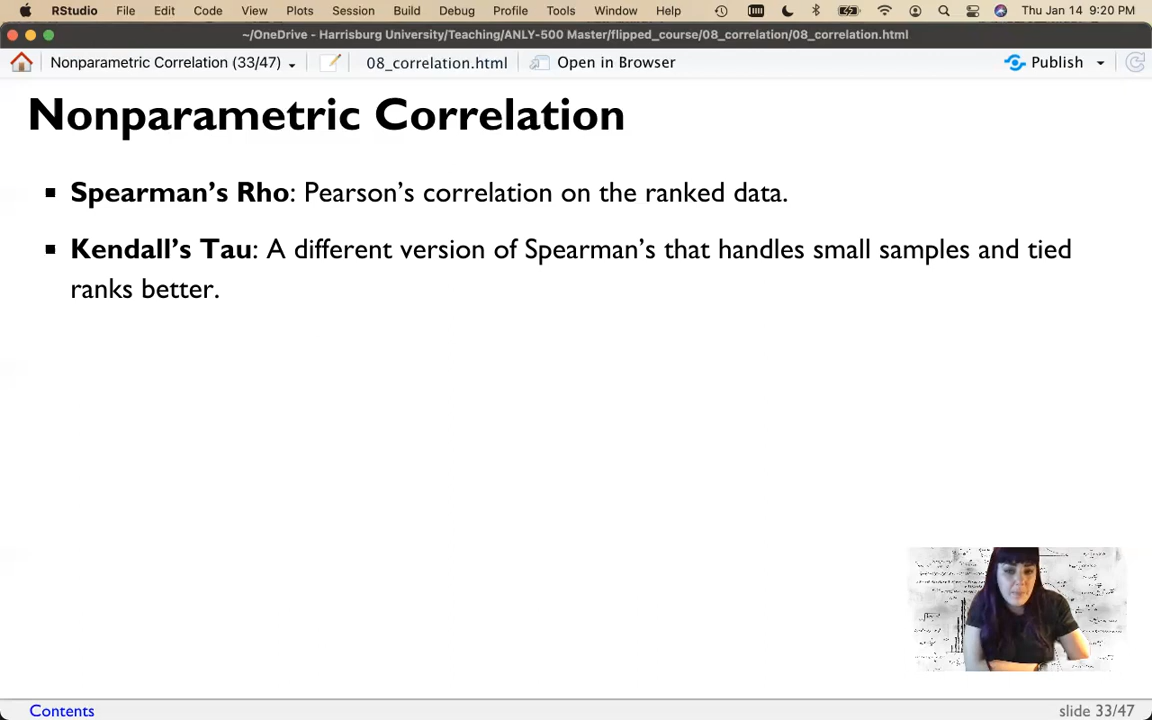 RStudio File Edit Code View Plots Session Build Debug Profile Tools Window Help Thu Jan 14 9:20 PM
~/OneDrive - Harrisburg University/Teaching/ANLY-500 Master/flipped_course/08_correlation/08_correlation.html
Nonparametric Correlation (33/47) 08_correlation.html Open in Browser Publish
Nonparametric Correlation
Spearman's Rho: Pearson's correlation on the ranked data.
Kendall's Tau: A different version of Spearman's that handles small samples and tied
ranks better.
Contents slide 33/47